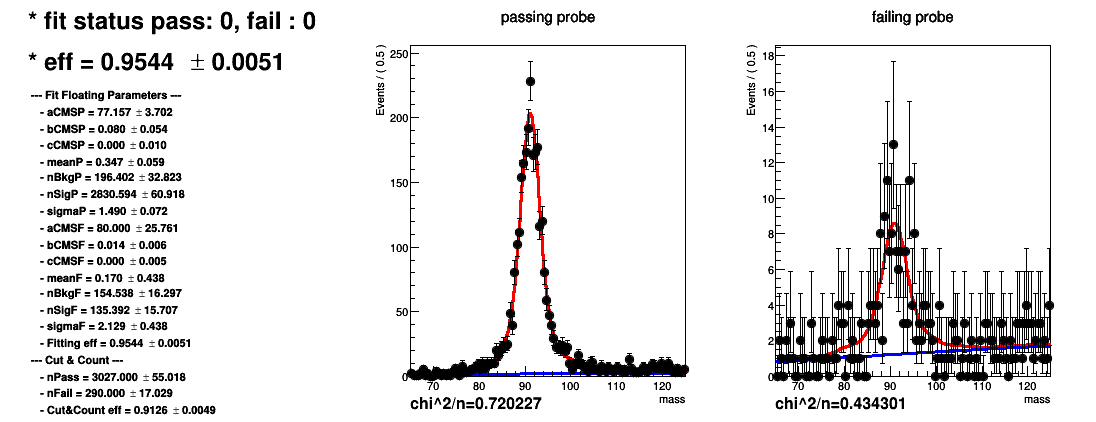 * fit status pass: 0, fail : 0
* eff = 0.9544 ± 0.0051
--- Fit Floating Parameters ---
- aCMSP = 77.157 ± 3.702
- bCMSP = 0.080 ± 0.054
- cCMSP = 0.000 ± 0.010
- meanP = 0.347 ± 0.059
- nBkgP = 196.402 ± 32.823
- nSigP = 2830.594 ± 60.918
- sigmaP = 1.490 ± 0.072
- aCMSF = 80.000 ± 25.761
- bCMSF = 0.014 ± 0.006
- cCMSF = 0.000 ± 0.005
- meanF = 0.170 ± 0.438
- nBkgF = 154.538 ± 16.297
- nSigF = 135.392 ± 15.707
- sigmaF = 2.129 ± 0.438
- Fitting eff = 0.9544 ± 0.0051
--- Cut & Count ---
- nPass = 3027.000 ± 55.018
- nFail = 290.000 ± 17.029
- Cut&Count eff = 0.9126 ± 0.0049
passing probe
Events / ( 0.5 )
250
200
150
100
50
0
70 80 90 100 110 120
mass
chi^2/n=0.720227
failing probe
Events / ( 0.5 )
18
16
14
12
10
8
6
4
2
0
70 80 90 100 110 120
mass
chi^2/n=0.434301